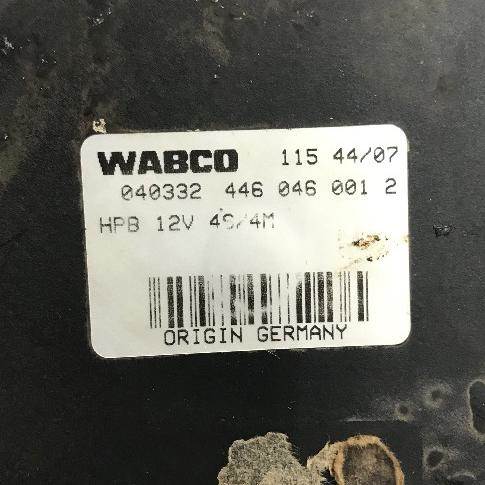 WABCO 115 44/07
040332 446 046 001 2
HPB 12V 4S/4M
ORIGIN GERMANY